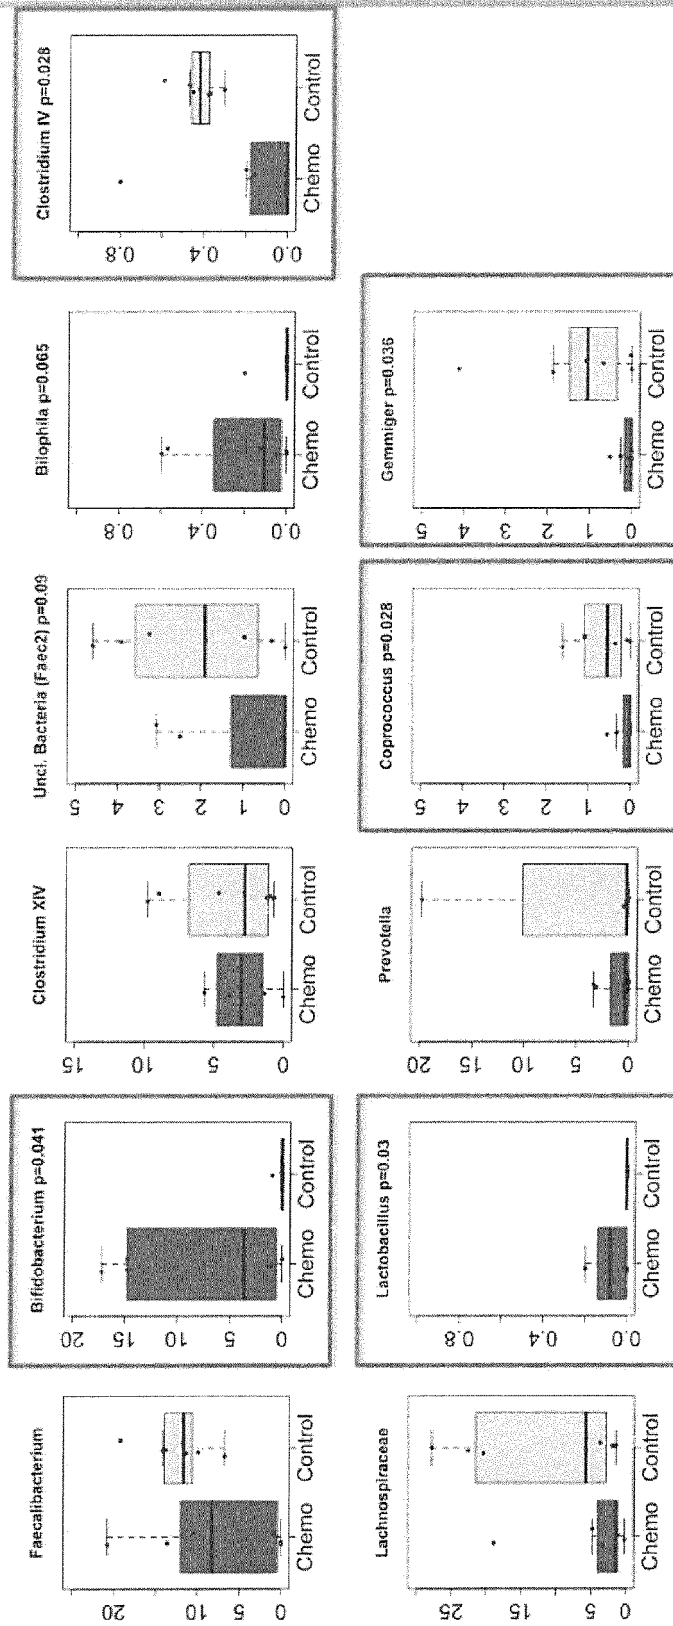 Faecalibacterium
20
10
5
0
Chemo Control
Bifidobacterium p=0.041
20
15
10
5
0
Chemo Control
Clostridium XIV
15
10
5
0
Chemo Control
Uncl. Bacteria (Faec2) p=0.09
5
4
3
2
1
0
Chemo Control
Bilophila p=0.065
0.8
0.4
0.0
Chemo Control
Clostridium IV p=0.028
0.8
0.4
0.0
Chemo Control
Lachnospiraceae
25
15
5
0
Chemo Control
Lactobacillus p=0.03
0.8
0.4
0.0
Chemo Control
Prevotella
20
15
10
5
0
Chemo Control
Coprococcus p=0.028
5
4
3
2
1
0
Chemo Control
Gemmiger p=0.036
5
4
3
2
1
0
Chemo Control